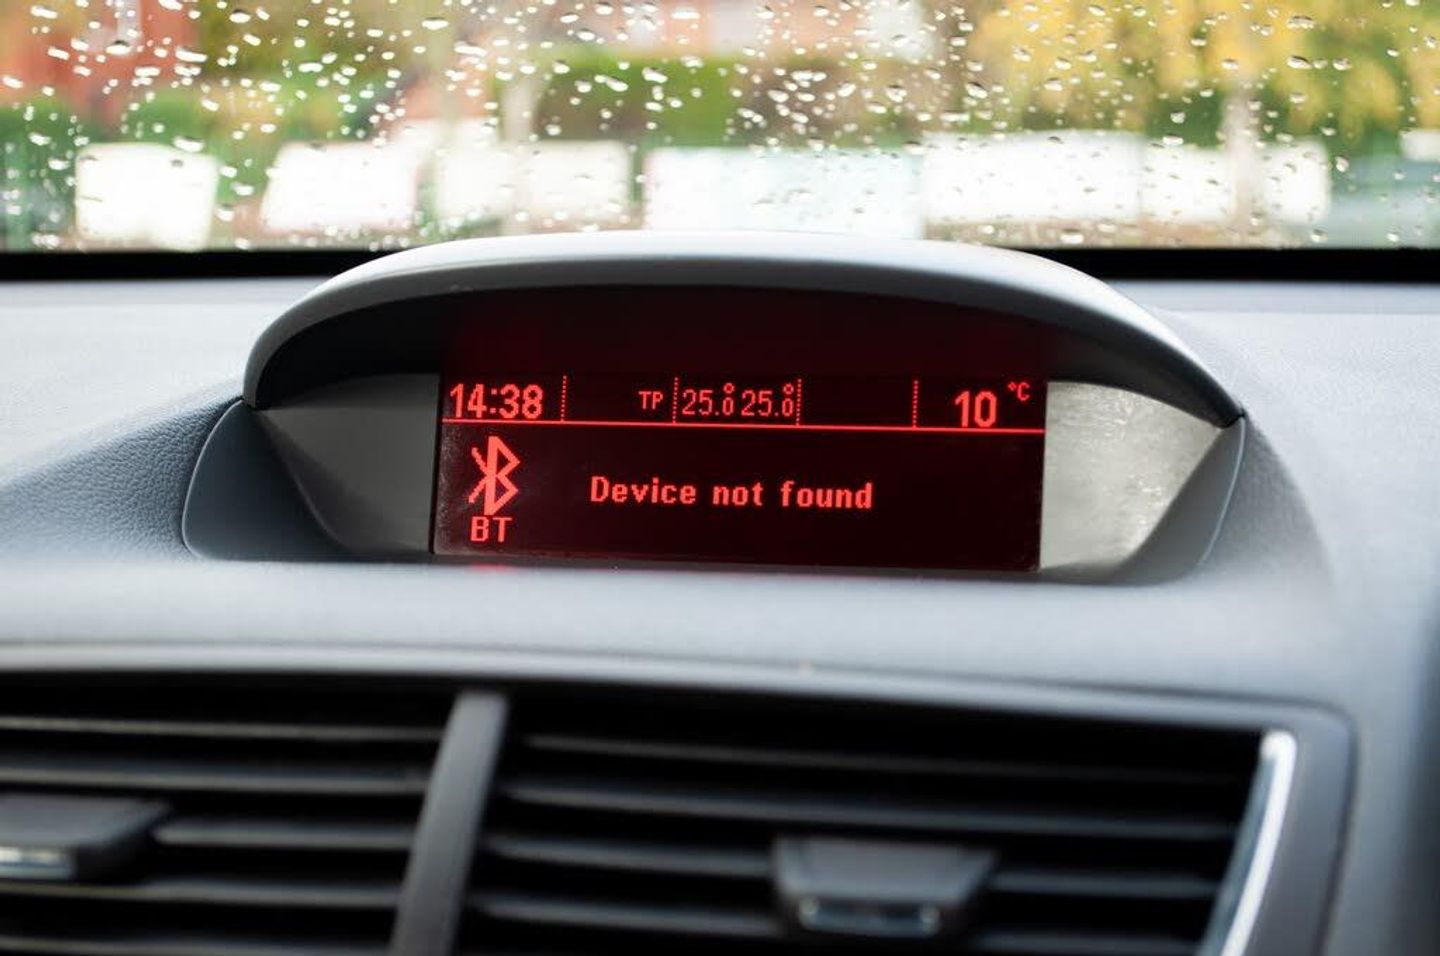 14:38 TP 25.0° 25.0° 10 °C
Device not found
BT